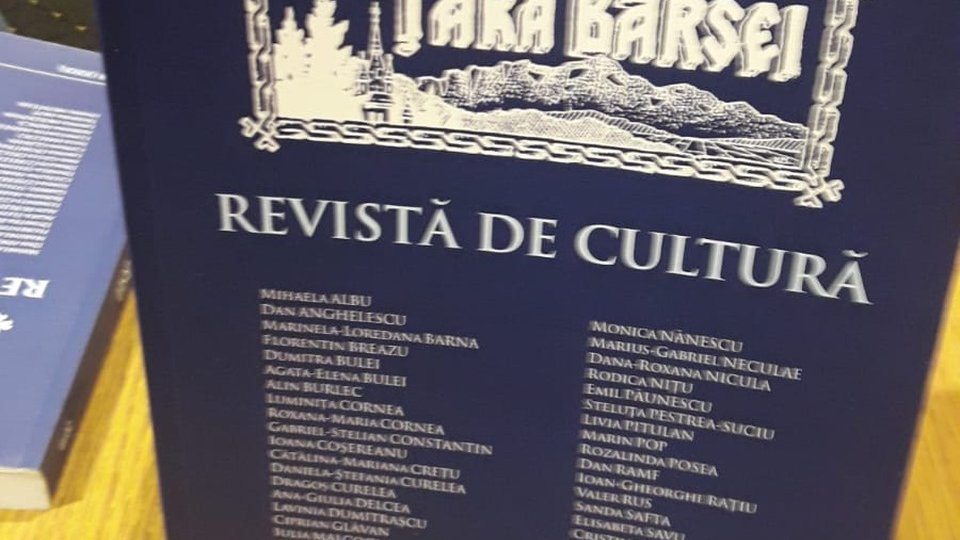 ȚARA BÂRSEI
REVISTĂ DE CULTURĂ
MIHAELA ALBU
DAN ANGHELESCU
MARINELA-LOREDANA BARNA
FLORENTIN BREAZU
DUMITRA BULEI
AGATA-ELENA BULEI
ALIN BURLEC
LUMINIȚA CORNEA
ROXANA-MARIA CORNEA
GABRIEL-STELIAN CONSTANTIN
IOANA COȘEREANU
CĂTĂLINA-MARIANA CREȚU
DANIELA-ȘTEFANIA CURELEA
DRAGOȘ CURELEA
ANA-GIULIA DELCEA
LAVINIA DUMITRAȘCU
CIPRIAN GLĂVAN
IULIA
MONICA NĂNESCU
MARIUS-GABRIEL NECULAE
DANA-ROXANA NICULA
RODICA NIȚU
EMIL PĂUNESCU
STELUȚA PESTREA-SUCIU
LIVIA PITULAN
MARIN POP
ROZALINDA POSEA
DAN RAMF
IOAN-GHEORGHE RAȚIU
VALER RUS
SANDA SAFTA
ELISABETA SAVU
RE